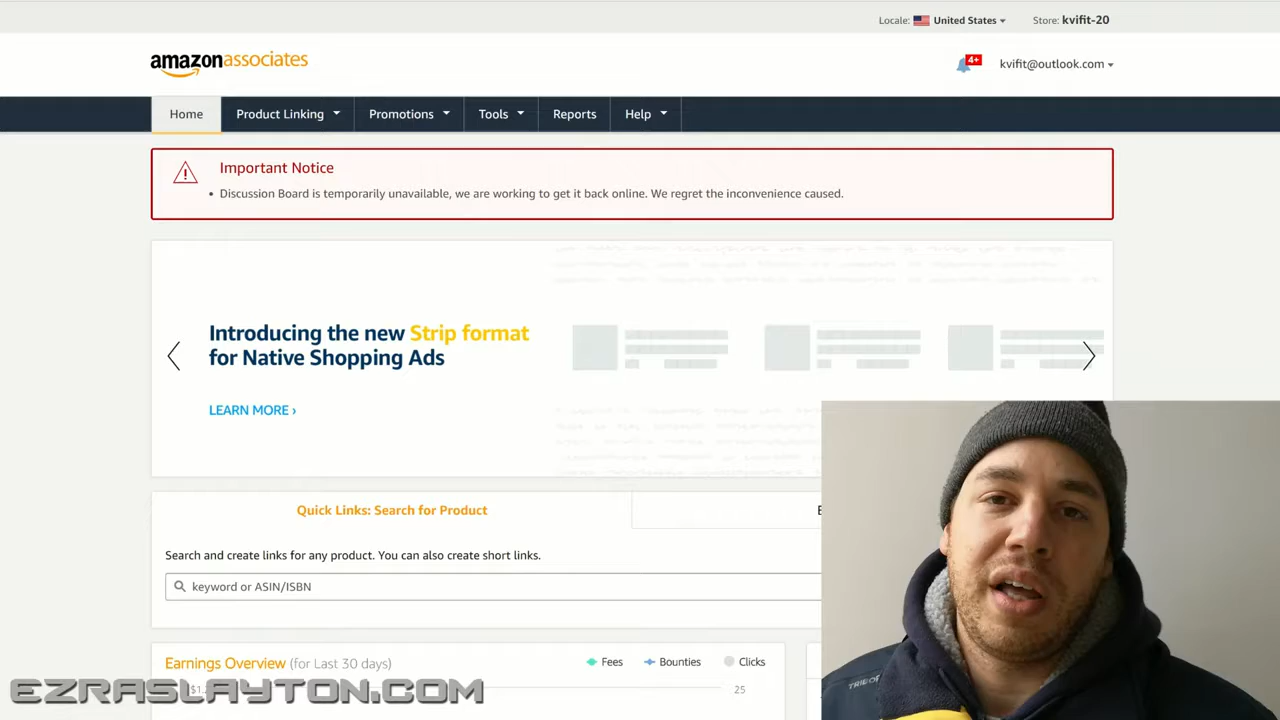 Locale: United States Store: kvifit-20
amazonassociates
4+ kvifit@outlook.com
Home Product Linking Promotions Tools Reports Help
Important Notice
• Discussion Board is temporarily unavailable, we are working to get it back online. We regret the inconvenience caused.
Introducing the new Strip format
for Native Shopping Ads
LEARN MORE ›
Quick Links: Search for Product
Search and create links for any product. You can also create short links.
keyword or ASIN/ISBN
Earnings Overview (for Last 30 days) Fees Bounties Clicks
25
EZRASLAYTON.COM